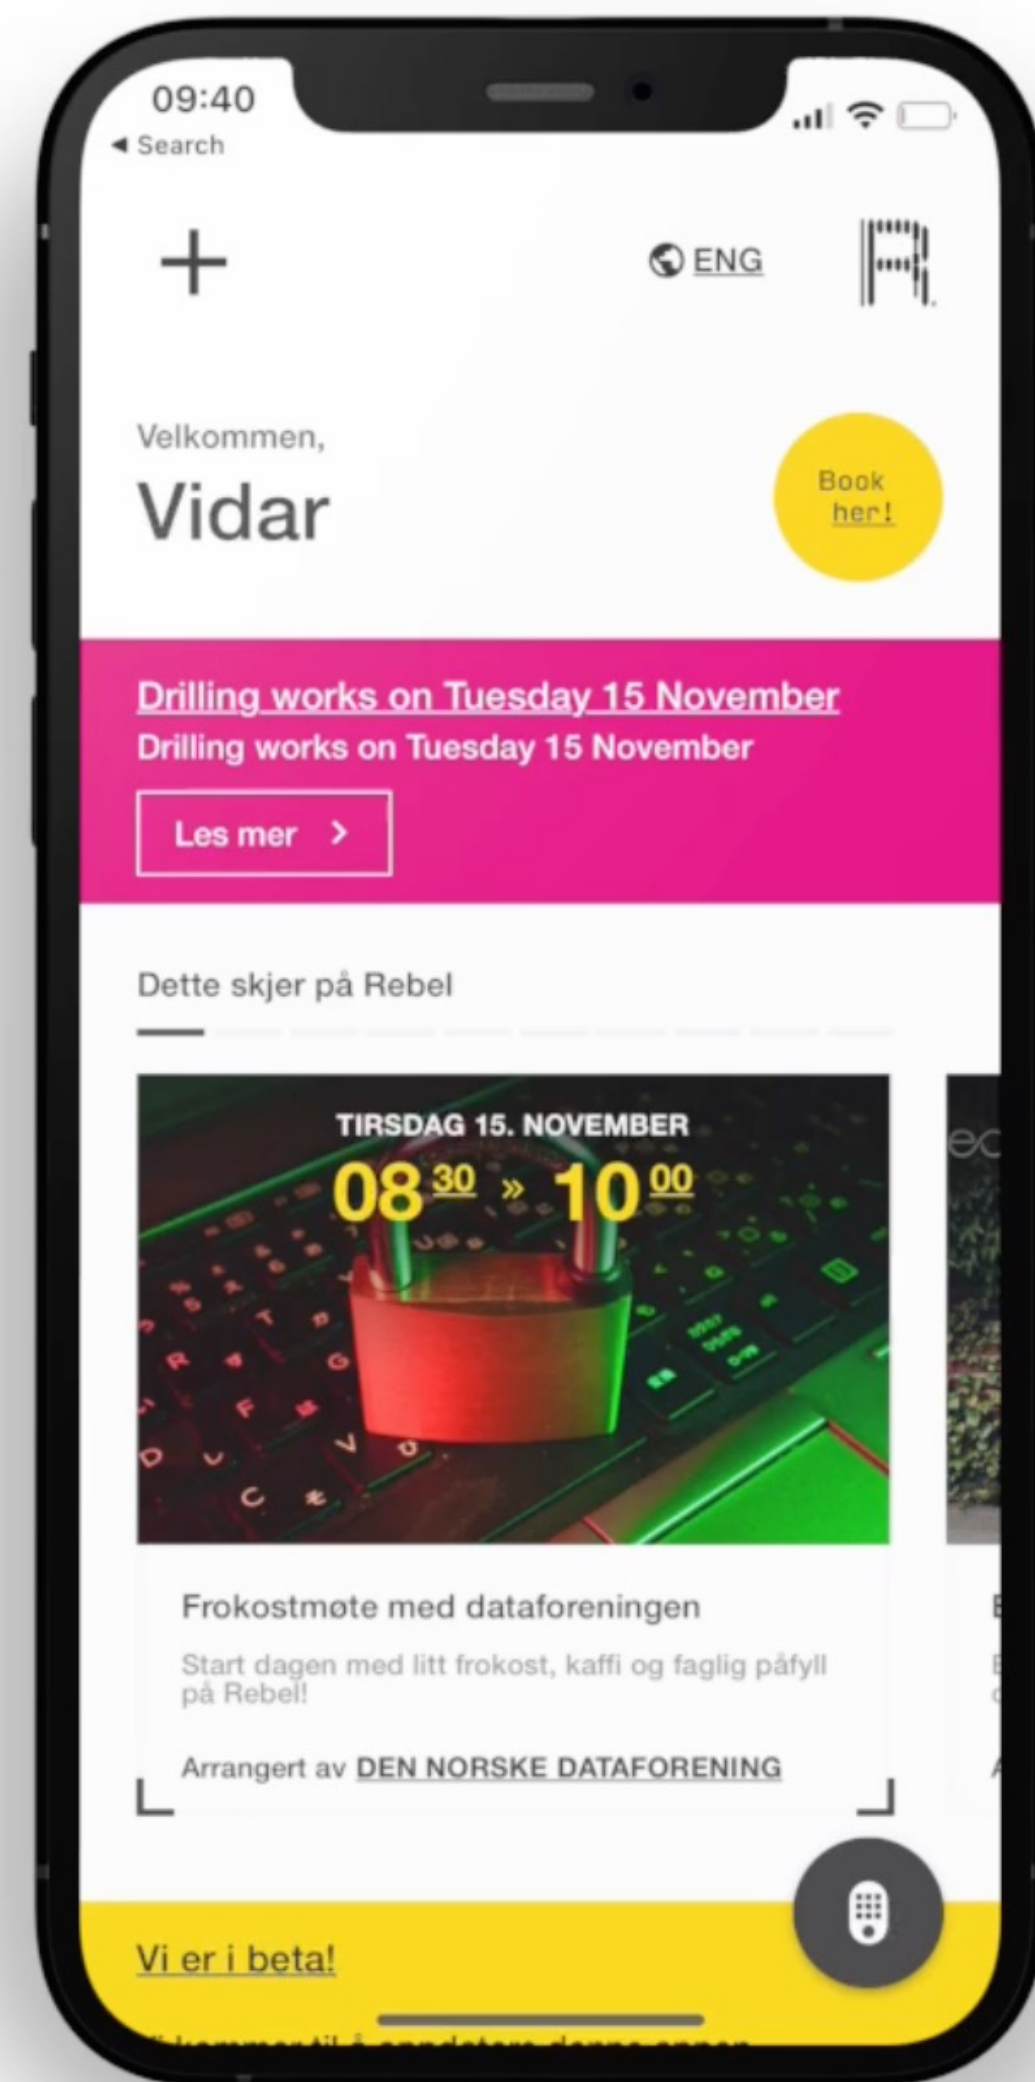 09:40
◀ Search
ENG
R.
Velkommen,
Vidar
Book
her!
Drilling works on Tuesday 15 November
Drilling works on Tuesday 15 November
Les mer >
Dette skjer på Rebel
TIRSDAG 15. NOVEMBER
08 30 » 10 00
Frokostmøte med dataforeningen
Start dagen med litt frokost, kaffi og faglig påfyll
på Rebel!
Arrangert av DEN NORSKE DATAFORENING
Vi er i beta!